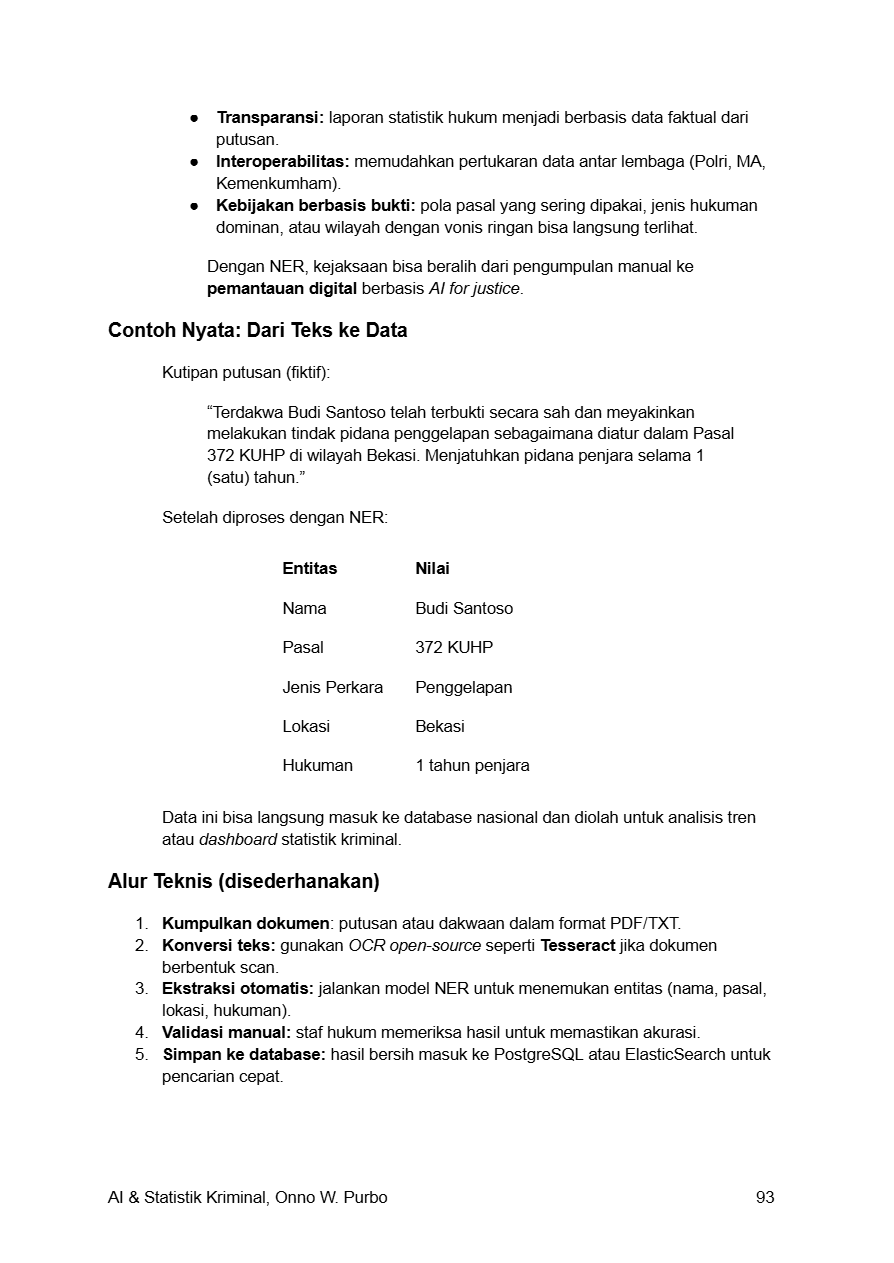 ● Transparansi: laporan statistik hukum menjadi berbasis data faktual dari
putusan.
● Interoperabilitas: memudahkan pertukaran data antar lembaga (Polri, MA,
Kemenkumham).
● Kebijakan berbasis bukti: pola pasal yang sering dipakai, jenis hukuman
dominan, atau wilayah dengan vonis ringan bisa langsung terlihat.
Dengan NER, kejaksaan bisa beralih dari pengumpulan manual ke
pemantauan digital berbasis AI for justice.
Contoh Nyata: Dari Teks ke Data
Kutipan putusan (fiktif):
“Terdakwa Budi Santoso telah terbukti secara sah dan meyakinkan
melakukan tindak pidana penggelapan sebagaimana diatur dalam Pasal
372 KUHP di wilayah Bekasi. Menjatuhkan pidana penjara selama 1
(satu) tahun.”
Setelah diproses dengan NER:
Entitas Nilai
Nama Budi Santoso
Pasal 372 KUHP
Jenis Perkara Penggelapan
Lokasi Bekasi
Hukuman 1 tahun penjara
Data ini bisa langsung masuk ke database nasional dan diolah untuk analisis tren
atau dashboard statistik kriminal.
Alur Teknis (disederhanakan)
1. Kumpulkan dokumen: putusan atau dakwaan dalam format PDF/TXT.
2. Konversi teks: gunakan OCR open-source seperti Tesseract jika dokumen
berbentuk scan.
3. Ekstraksi otomatis: jalankan model NER untuk menemukan entitas (nama, pasal,
lokasi, hukuman).
4. Validasi manual: staf hukum memeriksa hasil untuk memastikan akurasi.
5. Simpan ke database: hasil bersih masuk ke PostgreSQL atau ElasticSearch untuk
pencarian cepat.
AI & Statistik Kriminal, Onno W. Purbo 93